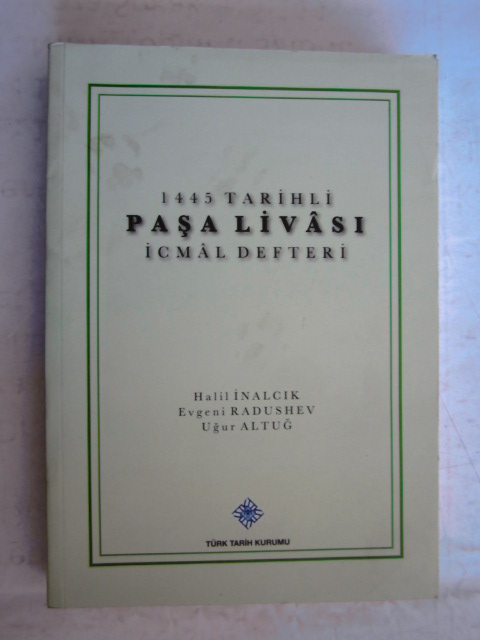 1445 TARİHLİ
PAŞA LİVÂSI
İCMÂL DEFTERİ
Halil İNALCIK
Evgeni RADUSHEV
Uğur ALTUĞ
TÜRK TARİH KURUMU